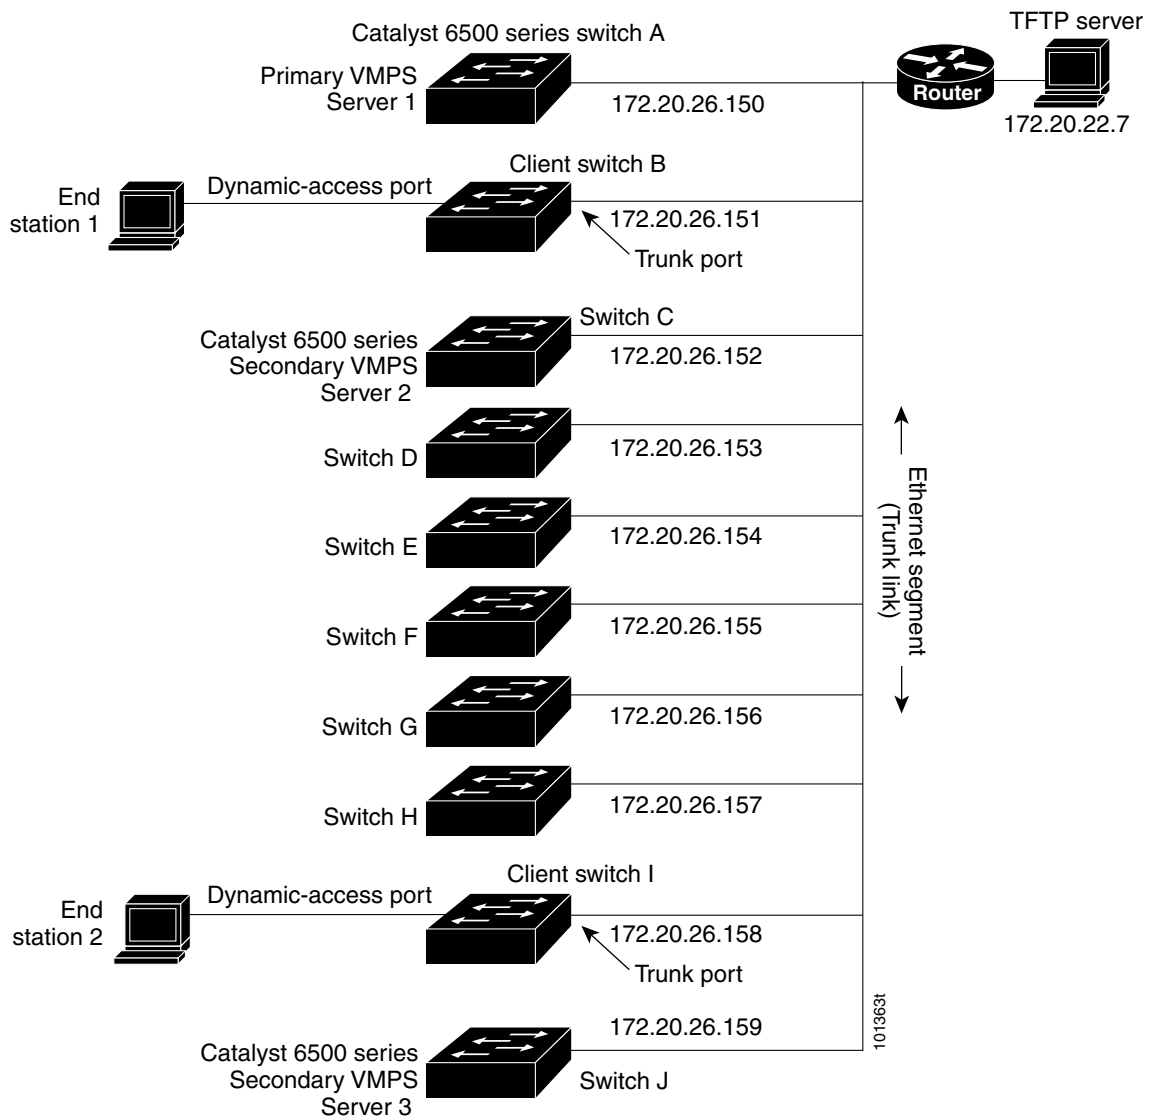 Catalyst 6500 series switch A
TFTP server
Primary VMPS
Server 1
172.20.26.150
Router
172.20.22.7
Client switch B
End
station 1
Dynamic-access port
172.20.26.151
Trunk port
Switch C
Catalyst 6500 series
Secondary VMPS
Server 2
172.20.26.152
Switch D
172.20.26.153
Ethernet segment
(Trunk link)
Switch E
172.20.26.154
Switch F
172.20.26.155
Switch G
172.20.26.156
Switch H
172.20.26.157
Client switch I
End
station 2
Dynamic-access port
172.20.26.158
Trunk port
101363t
172.20.26.159
Catalyst 6500 series
Secondary VMPS
Server 3
Switch J